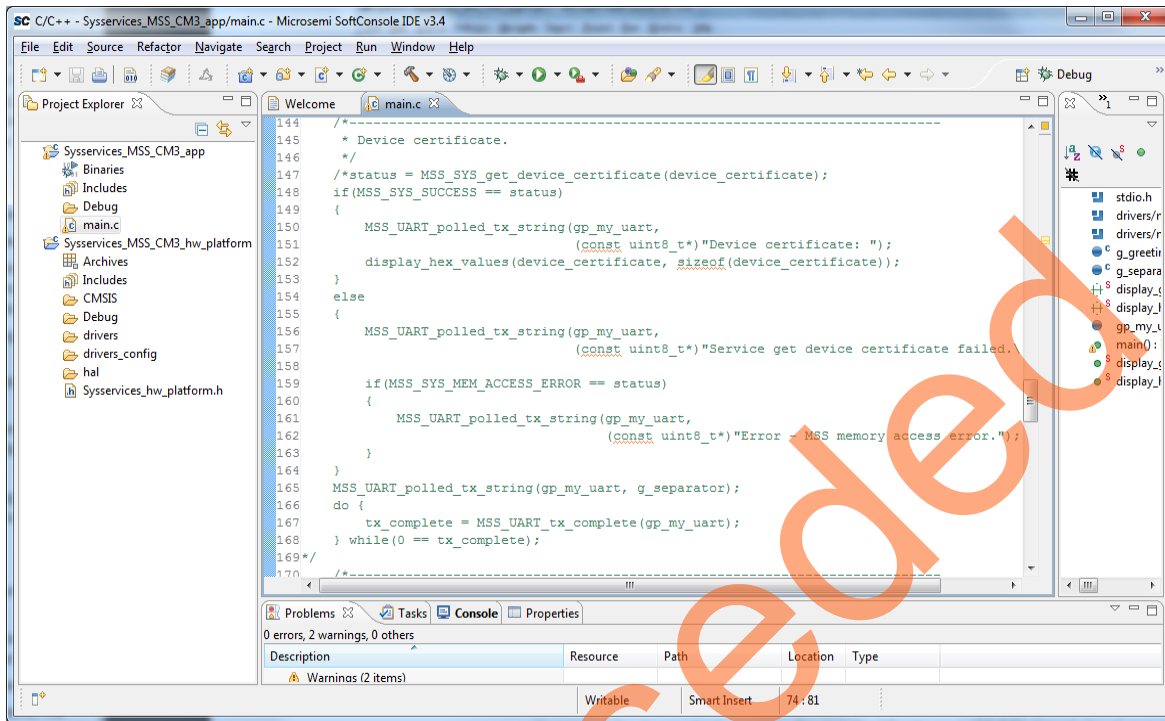 SC C/C++ - Sysservices_MSS_CM3_app/main.c - Microsemi SoftConsole IDE v3.4
File Edit Source Refactor Navigate Search Project Run Window Help
Debug »
Project Explorer
Welcome main.c
»1
Sysservices_MSS_CM3_app
Binaries
Includes
Debug
main.c
Sysservices_MSS_CM3_hw_platform
Archives
Includes
CMSIS
Debug
drivers
drivers_config
hal
Sysservices_hw_platform.h
144 /*--------------------------------------------------------------------------
145 * Device certificate.
146 */
147 /*status = MSS_SYS_get_device_certificate(device_certificate);
148 if(MSS_SYS_SUCCESS == status)
149 {
150 MSS_UART_polled_tx_string(gp_my_uart,
151 (const uint8_t*)"Device certificate: ");
152 display_hex_values(device_certificate, sizeof(device_certificate));
153 }
154 else
155 {
156 MSS_UART_polled_tx_string(gp_my_uart,
157 (const uint8_t*)"Service get device certificate failed.\
158
159 if(MSS_SYS_MEM_ACCESS_ERROR == status)
160 {
161 MSS_UART_polled_tx_string(gp_my_uart,
162 (const uint8_t*)"Error - MSS memory access error.");
163 }
164 }
165 MSS_UART_polled_tx_string(gp_my_uart, g_separator);
166 do {
167 tx_complete = MSS_UART_tx_complete(gp_my_uart);
168 } while(0 == tx_complete);
169 */
170 /*--------------------------------------------------------------------------
stdio.h
drivers/m
drivers/m
g_greetin
g_separa
display_g
display_h
gp_my_u
main() :
display_g
display_h
Problems Tasks Console Properties
0 errors, 2 warnings, 0 others
Description Resource Path Location Type
Warnings (2 items)
Writable Smart Insert 74 : 81
ceded